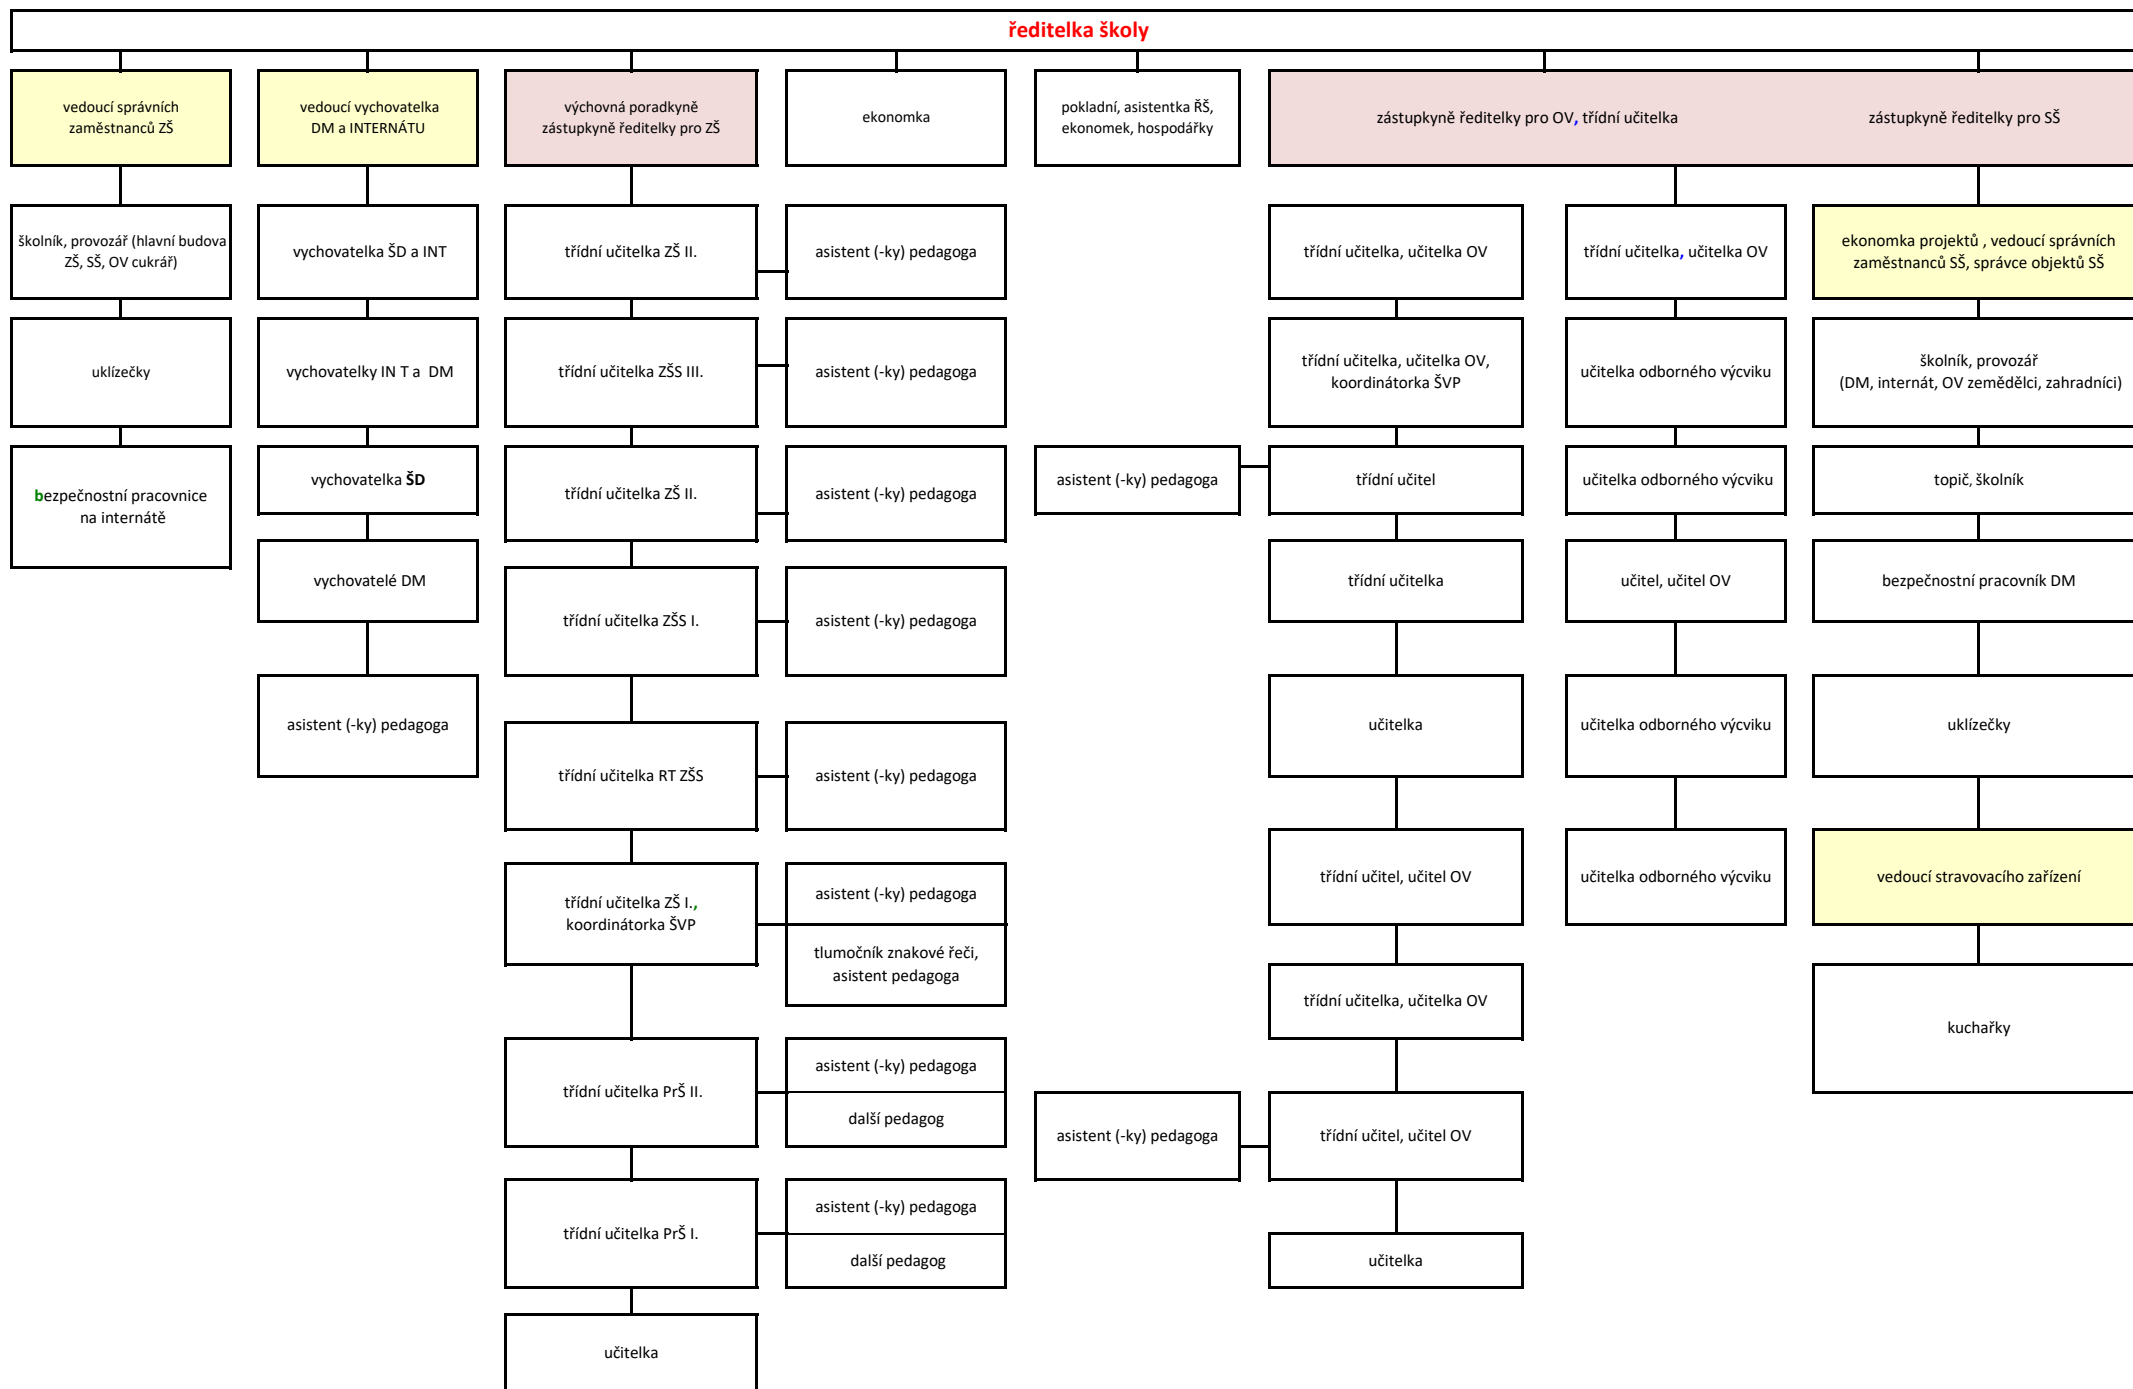 ředitelka školy
vedoucí správních
zaměstnanců ZŠ
vedoucí vychovatelka
DM a INTERNÁTU
výchovná poradkyně
zástupkyně ředitelky pro ZŠ
ekonomka
pokladní, asistentka ŘŠ,
ekonomek, hospodářky
zástupkyně ředitelky pro OV, třídní učitelka
zástupkyně ředitelky pro SŠ
školník, provozář (hlavní budova
ZŠ, SŠ, OV cukrář)
vychovatelka ŠD a INT
třídní učitelka ZŠ II.
asistent (-ky) pedagoga
třídní učitelka, učitelka OV
třídní učitelka, učitelka OV
ekonomka projektů , vedoucí správních
zaměstnanců SŠ, správce objektů SŠ
uklízečky
vychovatelky IN T a  DM
třídní učitelka ZŠS III.
asistent (-ky) pedagoga
třídní učitelka, učitelka OV,
koordinátorka ŠVP
učitelka odborného výcviku
školník, provozář
(DM, internát, OV zemědělci, zahradníci)
bezpečnostní pracovnice
na internátě
vychovatelka ŠD
třídní učitelka ZŠ II.
asistent (-ky) pedagoga
asistent (-ky) pedagoga
třídní učitel
učitelka odborného výcviku
topič, školník
vychovatelé DM
třídní učitelka ZŠS I.
asistent (-ky) pedagoga
třídní učitelka
učitel, učitel OV
bezpečnostní pracovník DM
asistent (-ky) pedagoga
třídní učitelka RT ZŠS
asistent (-ky) pedagoga
učitelka
učitelka odborného výcviku
uklízečky
třídní učitelka ZŠ I.,
koordinátorka ŠVP
asistent (-ky) pedagoga
tlumočník znakové řeči,
asistent pedagoga
třídní učitel, učitel OV
učitelka odborného výcviku
vedoucí stravovacího zařízení
třídní učitelka, učitelka OV
kuchařky
třídní učitelka PrŠ II.
asistent (-ky) pedagoga
další pedagog
asistent (-ky) pedagoga
třídní učitel, učitel OV
třídní učitelka PrŠ I.
asistent (-ky) pedagoga
další pedagog
učitelka
učitelka